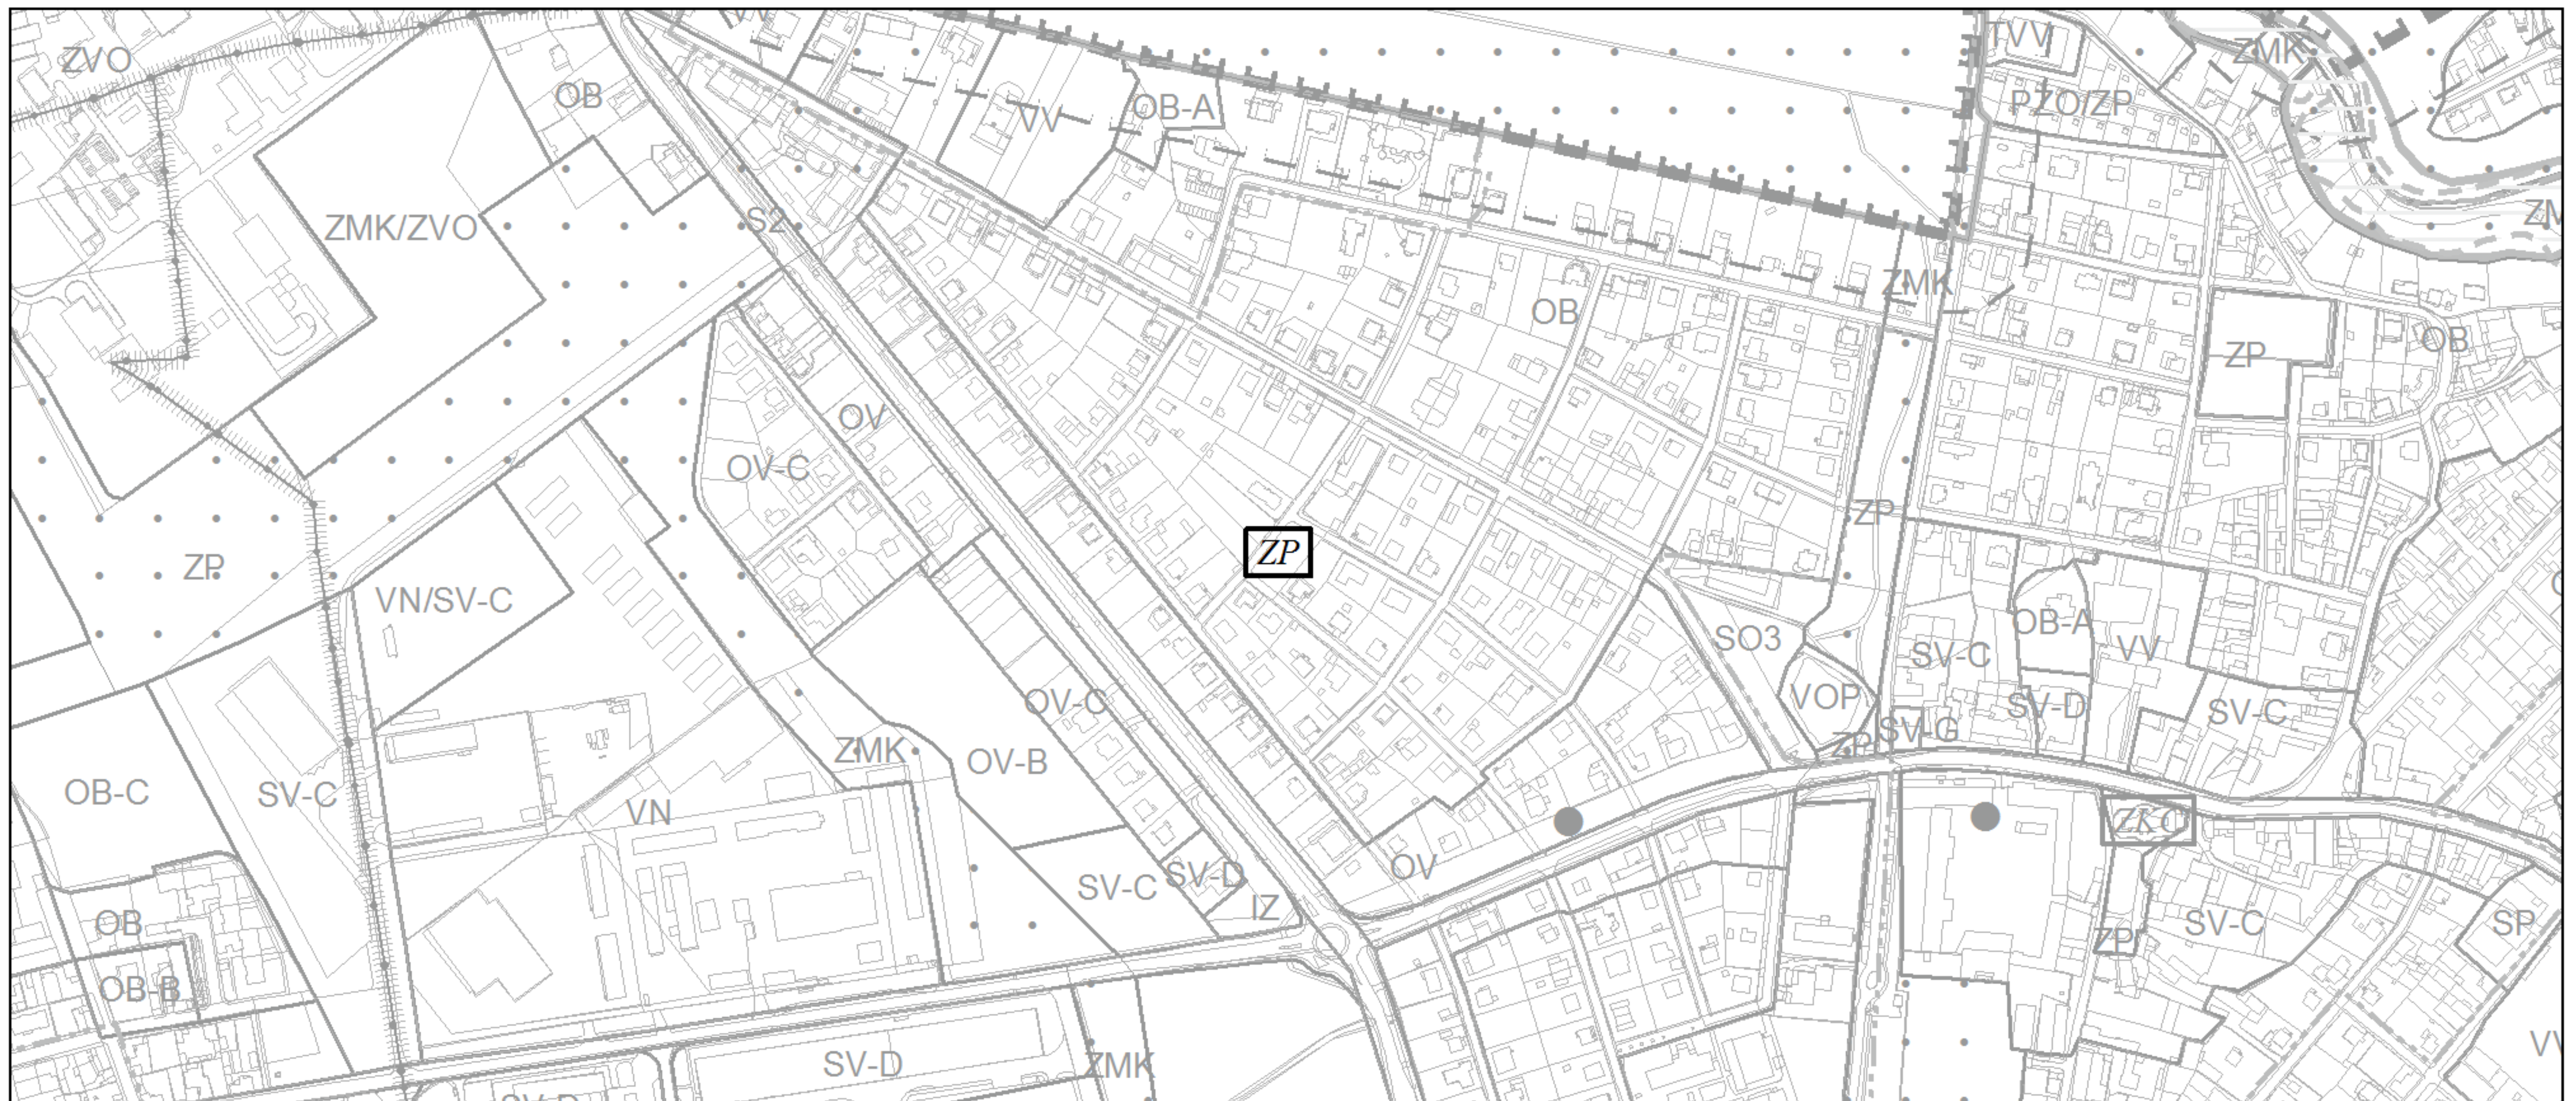 TVV
ZMK
ZVO
OB
PZO/ZP
OB-A
VV
ZMK/ZVO
S2
ZMK
OB
OB
ZP
OV
OV-C
ZP
ZP
ZP
VN/SV-C
OB-A
SO3
VV
SV-C
VOP
OV-C
SV-D
SV-C
SV-G
ZP
ZMK
OV-B
OB-C
SV-C
VN
ZKC
OV
SV-C
SV-D
IZ
OB
SV-C
SP
ZP
OB-B
SV-D
ZMK